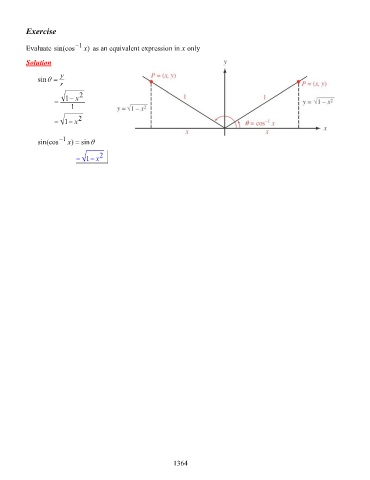 Exercise
Evaluate sin(cos⁻¹ x) as an equivalent expression in x only
Solution
sin θ = y/r
= √(1 − x²)/1
= √(1 − x²)
sin(cos⁻¹ x) = sin θ
= √(1 − x²)
y
P = (x, y)
P = (x, y)
1
1
y = √(1 − x²)
y = √(1 − x²)
θ = cos⁻¹ x
x
x
x
1364